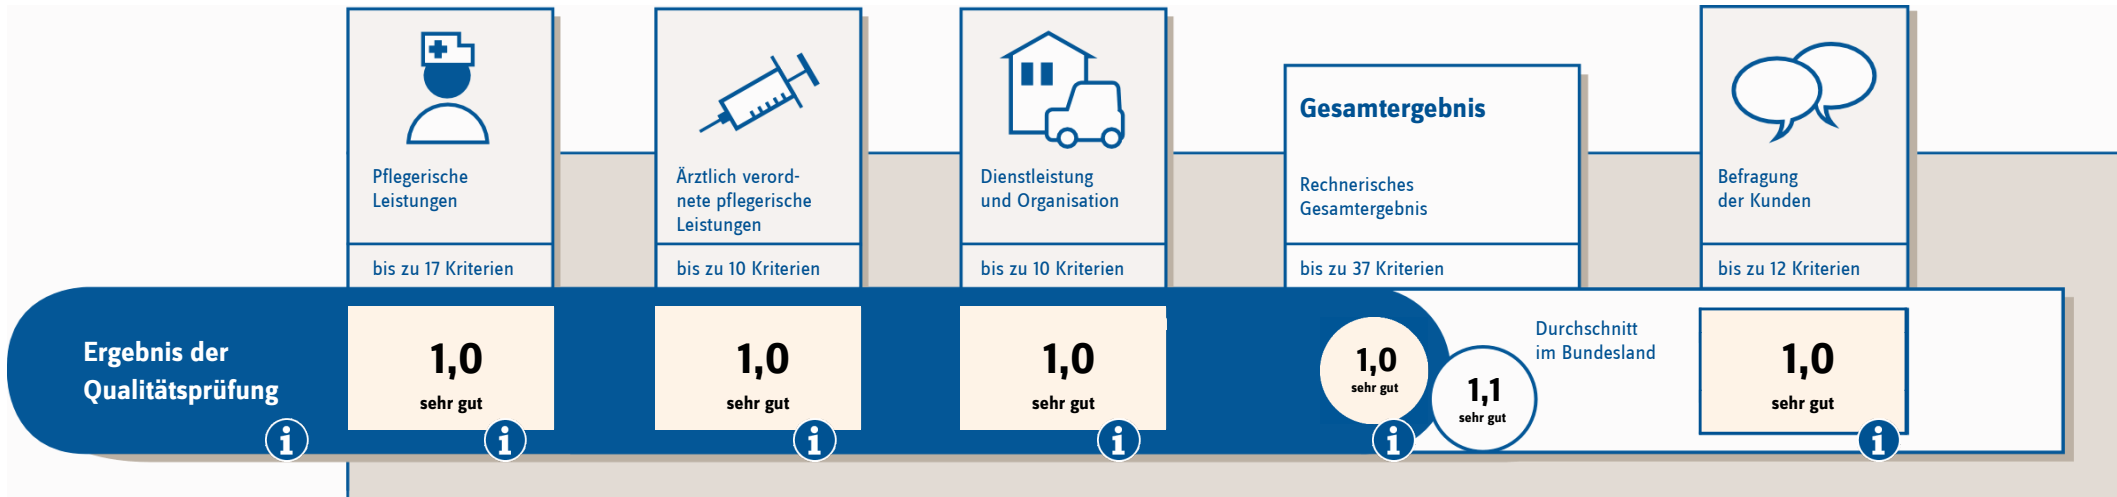 Pflegerische
Leistungen
bis zu 17 Kriterien
Ärztlich verord-
nete pflegerische
Leistungen
bis zu 10 Kriterien
Dienstleistung
und Organisation
bis zu 10 Kriterien
Gesamtergebnis
Rechnerisches
Gesamtergebnis
bis zu 37 Kriterien
Befragung
der Kunden
bis zu 12 Kriterien
Ergebnis der
Qualitätsprüfung
i
1,0
sehr gut
i
1,0
sehr gut
i
1,0
sehr gut
i
1,0
sehr gut
i
1,1
sehr gut
Durchschnitt
im Bundesland
1,0
sehr gut
i